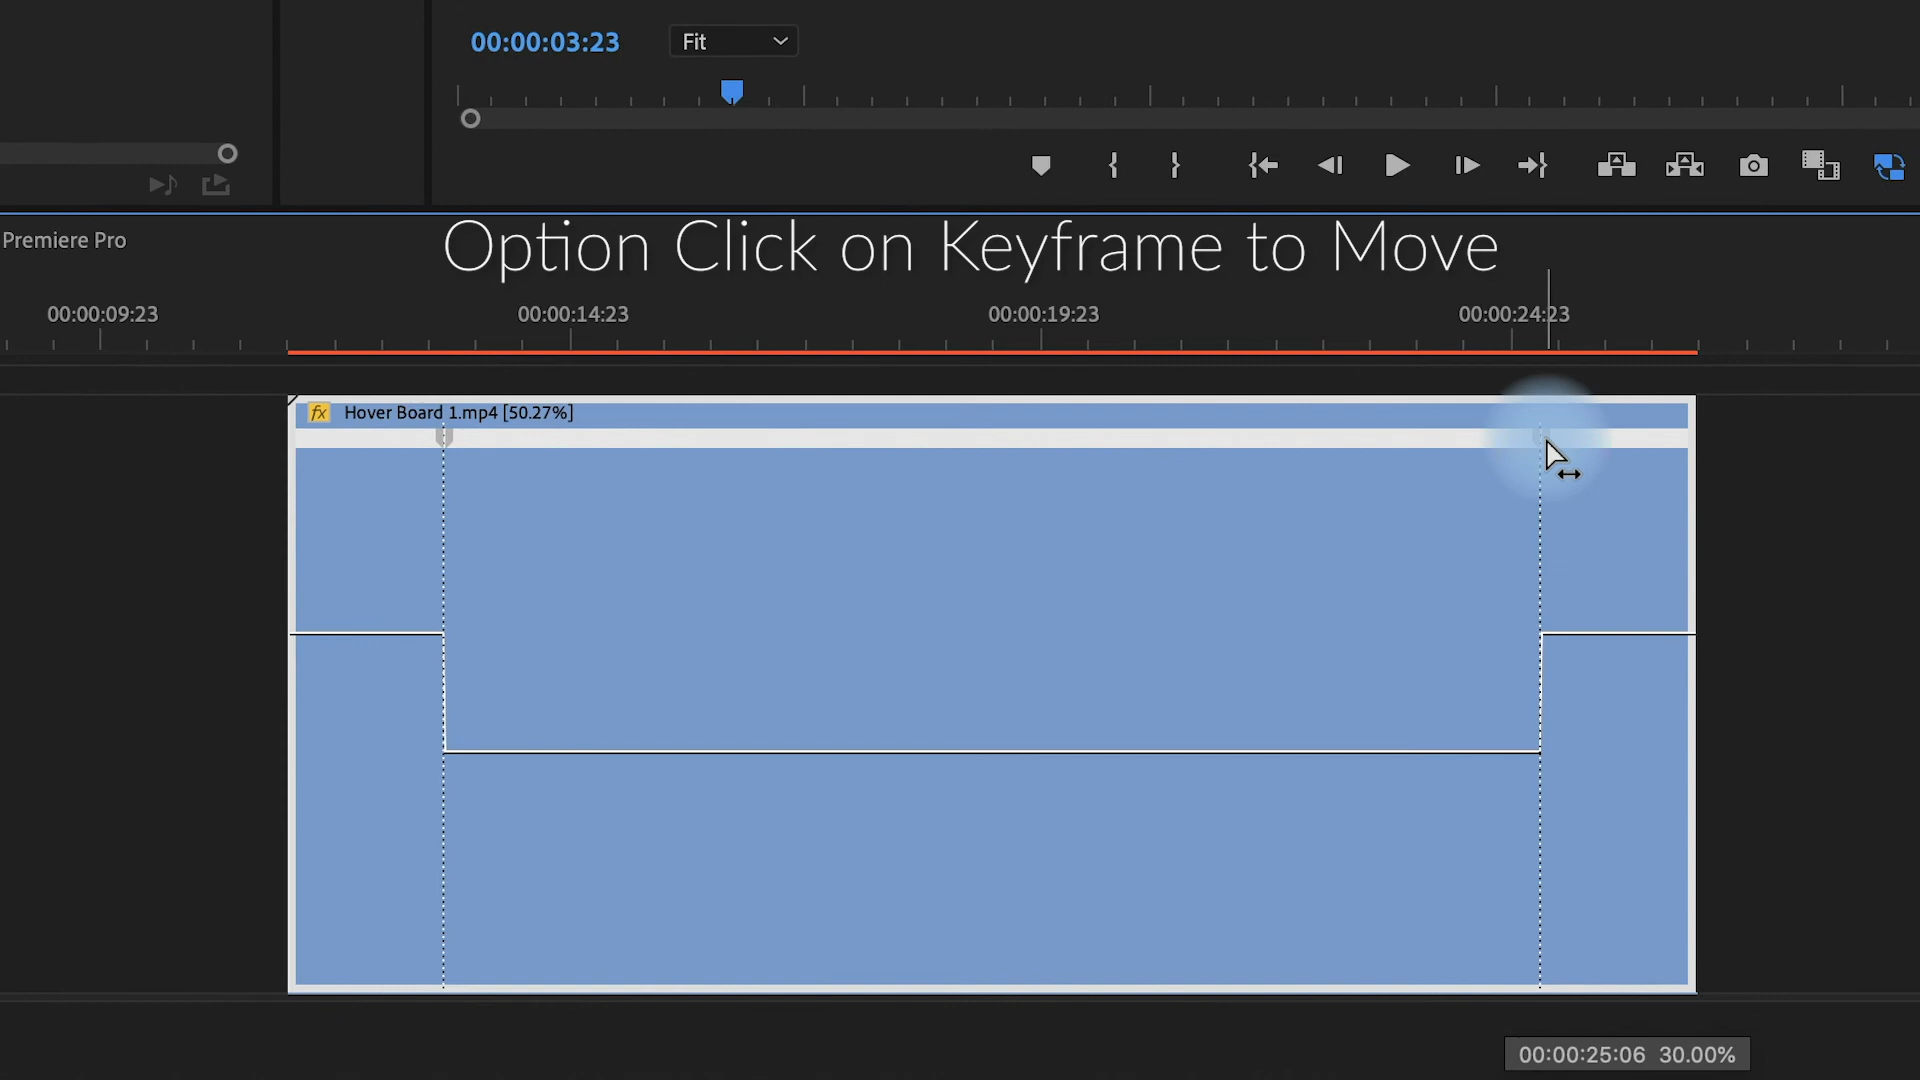 00:00:03:23 Fit
Premiere Pro
Option Click on Keyframe to Move
00:00:09:23 00:00:14:23 00:00:19:23 00:00:24:23
fx Hover Board 1.mp4 [50.27%]
00:00:25:06 30.00%